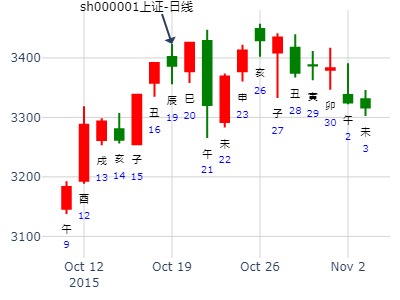 sh000001上证-日线
3400
3300
3200
3100
午
9
酉
12
戌
13
亥
14
子
15
丑
16
辰
19
巳
20
午
21
未
22
申
23
亥
26
子
27
丑
28
寅
29
卯
30
午
2
未
3
Oct 12
2015
Oct 19
Oct 26
Nov 2